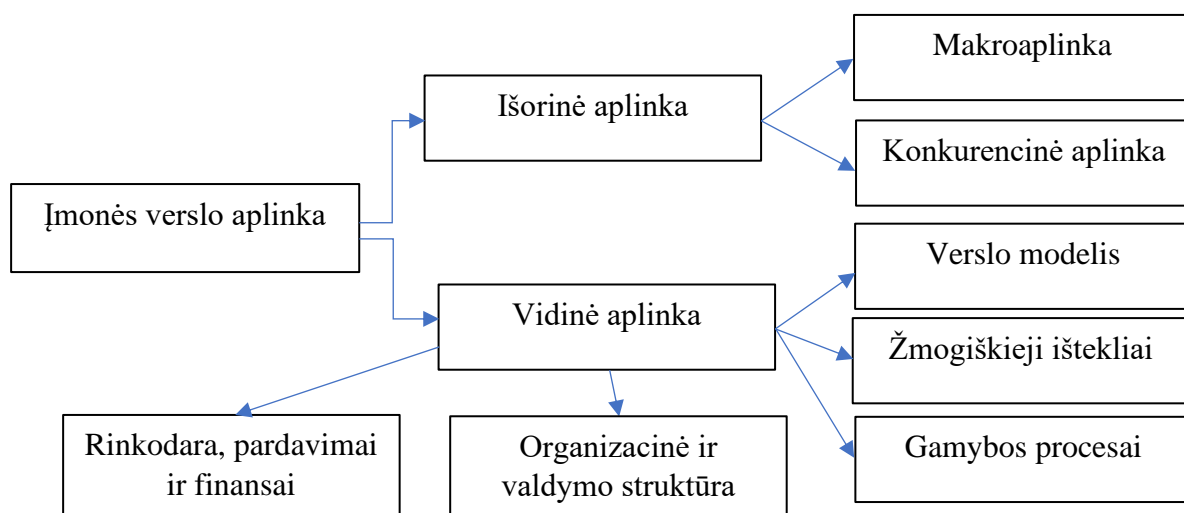 Makroaplinka
Išorinė aplinka
Konkurencinė aplinka
Įmonės verslo aplinka
Verslo modelis
Vidinė aplinka
Žmogiškieji ištekliai
Rinkodara, pardavimai
ir finansai
Organizacinė ir
valdymo struktūra
Gamybos procesai